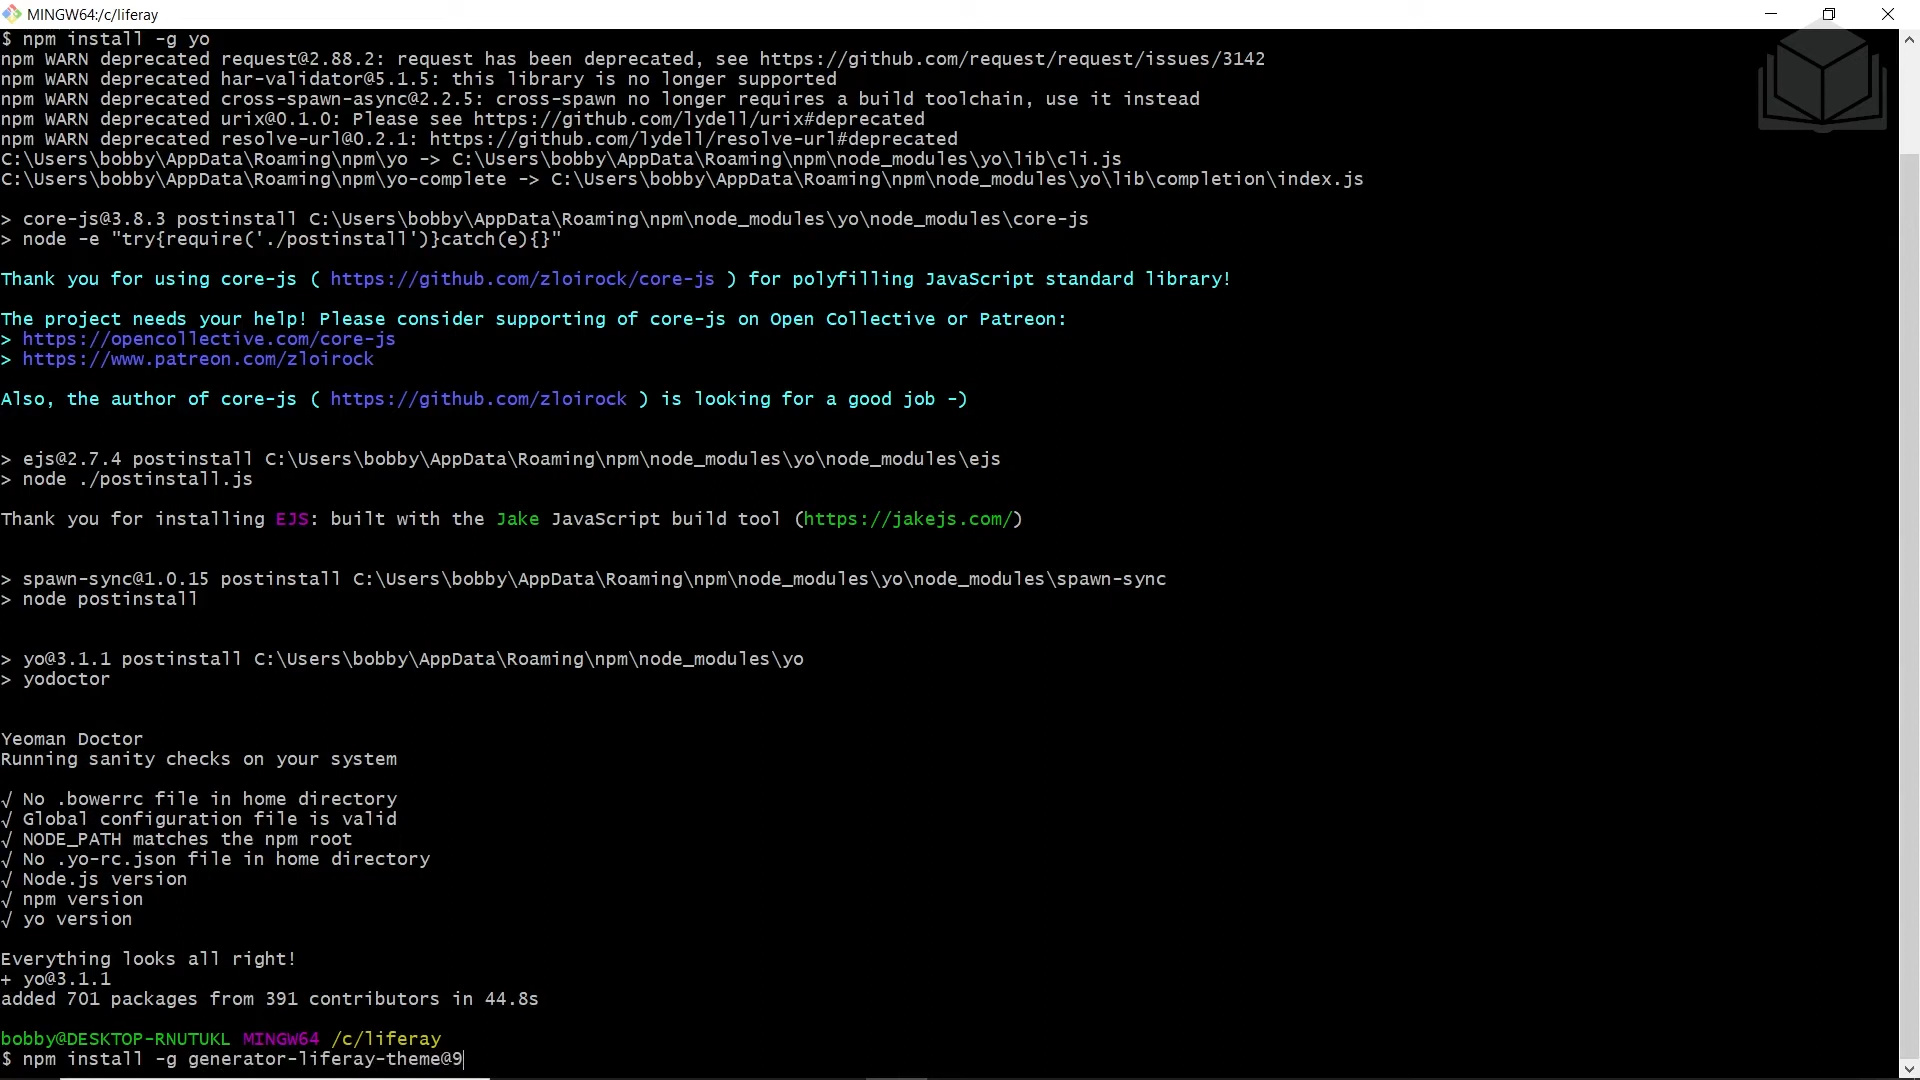 MINGW64:/c/liferay
$ npm install -g yo
npm WARN deprecated request@2.88.2: request has been deprecated, see https://github.com/request/request/issues/3142
npm WARN deprecated har-validator@5.1.5: this library is no longer supported
npm WARN deprecated cross-spawn-async@2.2.5: cross-spawn no longer requires a build toolchain, use it instead
npm WARN deprecated urix@0.1.0: Please see https://github.com/lydell/urix#deprecated
npm WARN deprecated resolve-url@0.2.1: https://github.com/lydell/resolve-url#deprecated
C:\Users\bobby\AppData\Roaming\npm\yo -> C:\Users\bobby\AppData\Roaming\npm\node_modules\yo\lib\cli.js
C:\Users\bobby\AppData\Roaming\npm\yo-complete -> C:\Users\bobby\AppData\Roaming\npm\node_modules\yo\lib\completion\index.js
> core-js@3.8.3 postinstall C:\Users\bobby\AppData\Roaming\npm\node_modules\yo\node_modules\core-js
> node -e "try{require('./postinstall')}catch(e){}"
Thank you for using core-js ( https://github.com/zloirock/core-js ) for polyfilling JavaScript standard library!
The project needs your help! Please consider supporting of core-js on Open Collective or Patreon:
> https://opencollective.com/core-js
> https://www.patreon.com/zloirock
Also, the author of core-js ( https://github.com/zloirock ) is looking for a good job -)
> ejs@2.7.4 postinstall C:\Users\bobby\AppData\Roaming\npm\node_modules\yo\node_modules\ejs
> node ./postinstall.js
Thank you for installing EJS: built with the Jake JavaScript build tool (https://jakejs.com/)
> spawn-sync@1.0.15 postinstall C:\Users\bobby\AppData\Roaming\npm\node_modules\yo\node_modules\spawn-sync
> node postinstall
> yo@3.1.1 postinstall C:\Users\bobby\AppData\Roaming\npm\node_modules\yo
> yodoctor
Yeoman Doctor
Running sanity checks on your system
√ No .bowerrc file in home directory
√ Global configuration file is valid
√ NODE_PATH matches the npm root
√ No .yo-rc.json file in home directory
√ Node.js version
√ npm version
√ yo version
Everything looks all right!
+ yo@3.1.1
added 701 packages from 391 contributors in 44.8s
bobby@DESKTOP-RNUTUKL MINGW64 /c/liferay
$ npm install -g generator-liferay-theme@9